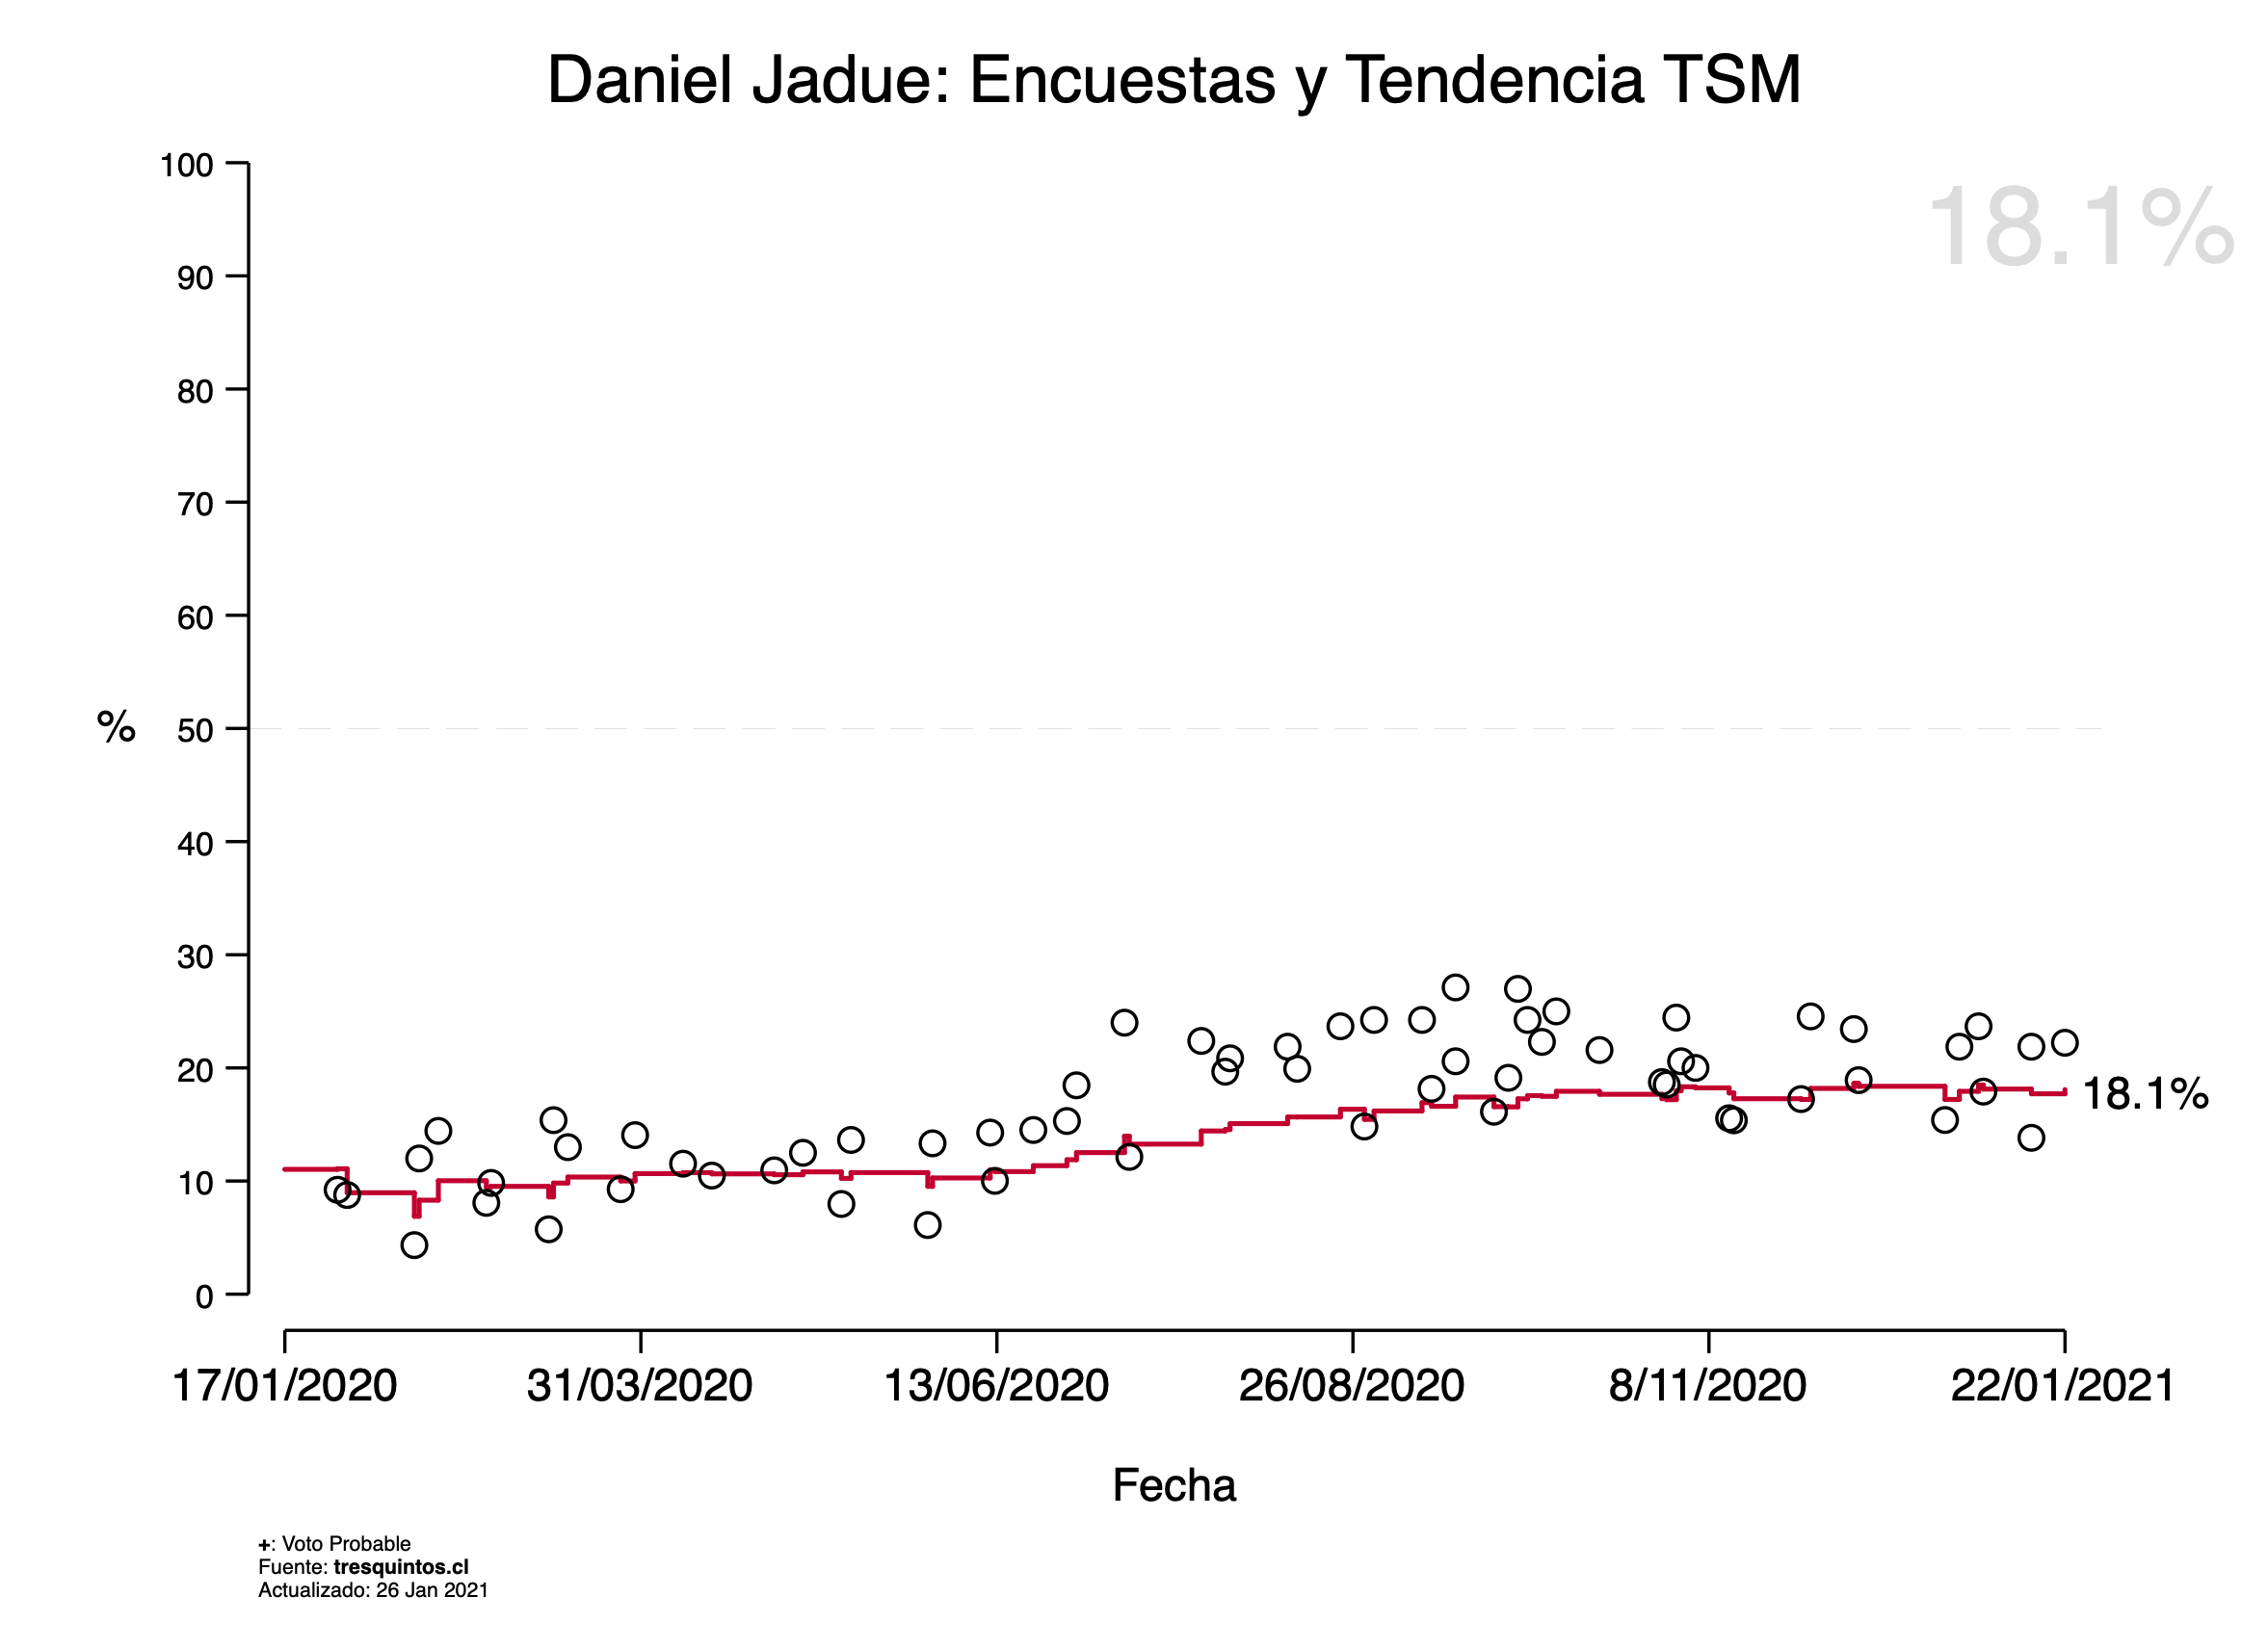 Daniel Jadue: Encuestas y Tendencia TSM
18.1%
100
90
80
70
60
% 50
40
30
20
10
0
18.1%
17/01/2020 31/03/2020 13/06/2020 26/08/2020 8/11/2020 22/01/2021
Fecha
+: Voto Probable
Fuente: tresquintos.cl
Actualizado: 26 Jan 2021